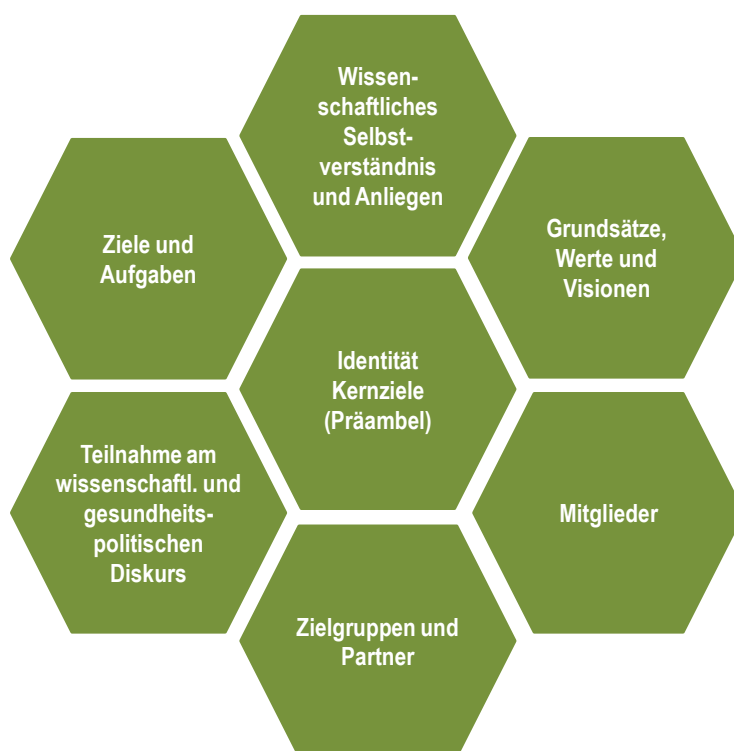 Wissen-
schaftliches
Selbst-
verständnis
und Anliegen
Ziele und
Aufgaben
Grundsätze,
Werte und
Visionen
Identität
Kernziele
(Präambel)
Teilnahme am
wissenschaftl. und
gesundheits-
politischen
Diskurs
Mitglieder
Zielgruppen und
Partner